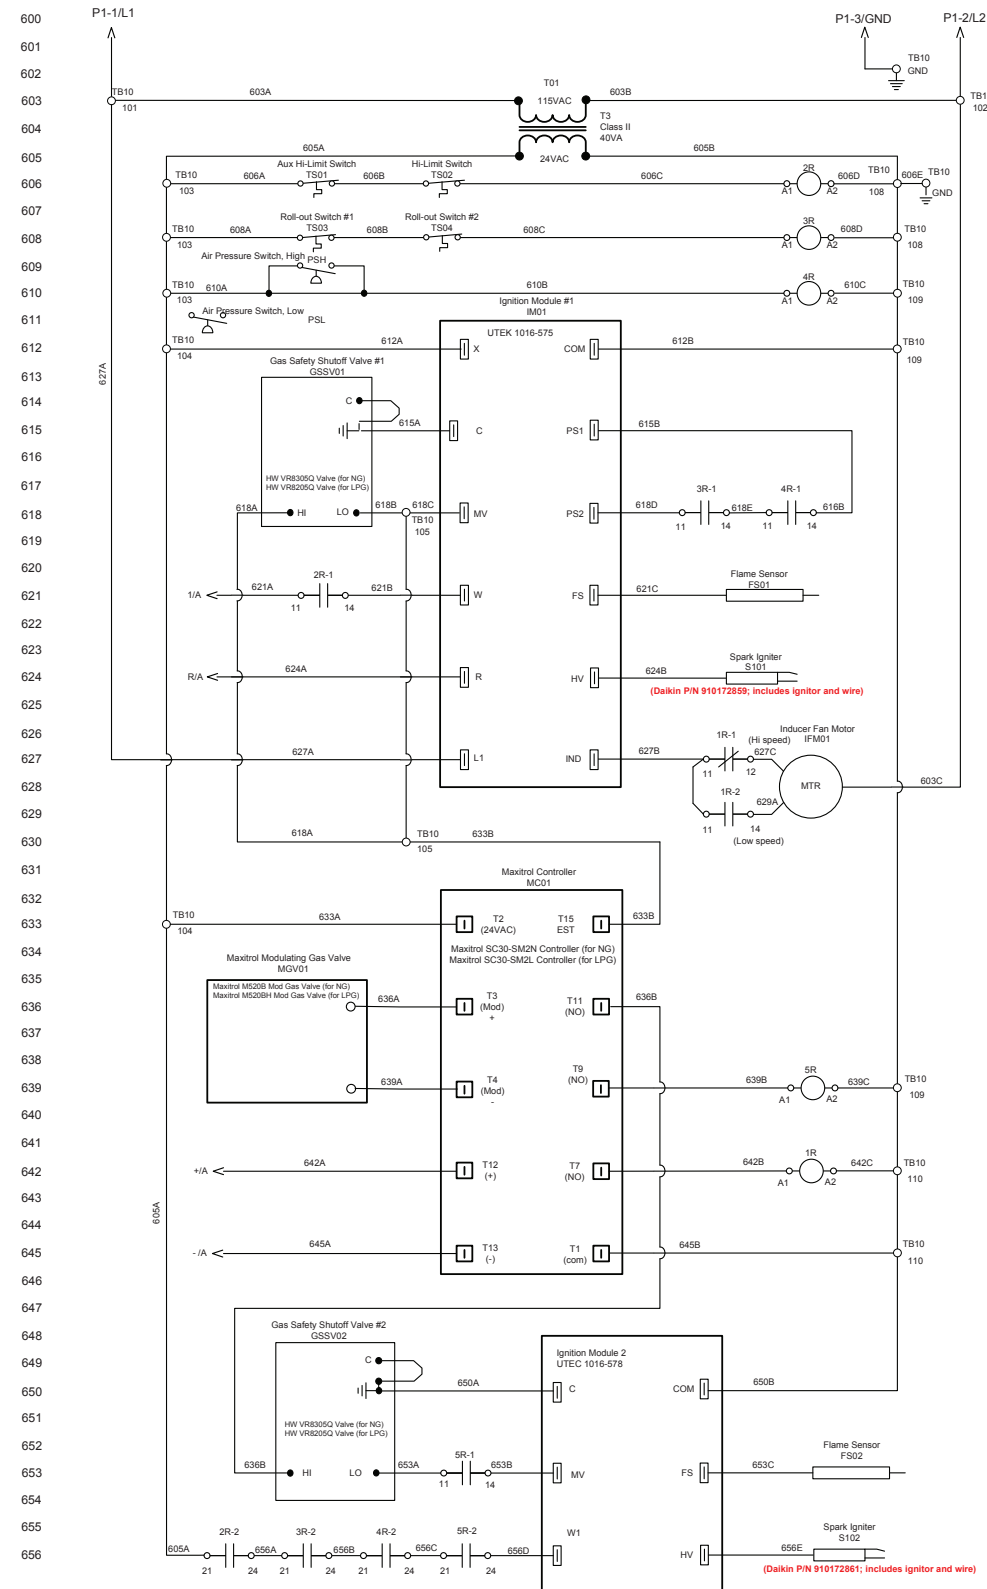 600 P1-1/L1 P1-3/GND P1-2/L2
601
602 TB10 GND
603 TB10 101 603A T01 115VAC 603B TB1 102
604 T3 Class II 40VA
605 605A 24VAC 605B
Aux Hi-Limit Switch Hi-Limit Switch
606 TB10 103 606A TS01 606B TS02 606C 2R A1 A2 606D TB10 108 606E TB10 GND
607
Roll-out Switch #1 Roll-out Switch #2
608 TB10 103 608A TS03 608B TS04 608C 3R A1 A2 608D TB10 108
609 Air Pressure Switch, High PSH
610 TB10 103 610A 610B 4R A1 A2 610C TB10 109
611 Air Pressure Switch, Low PSL
Ignition Module #1
IM01
UTEK 1016-575
612 TB10 104 612A X COM 612B TB10 109
613 627A
Gas Safety Shutoff Valve #1
GSSV01
614 C
615 615A C PS1 615B
616
617 HW VR8305Q Valve (for NG)
HW VR8205Q Valve (for LPG)
618 618A HI LO 618B 618C TB10 105 MV PS2 618D 11 3R-1 14 618E 11 4R-1 14 616B
619
620
621 1/A 621A 11 2R-1 14 621B W FS 621C Flame Sensor FS01
622
623
624 R/A 624A R HV 624B Spark Igniter S101
(Daikin P/N 910172859; includes ignitor and wire)
625
626 Inducer Fan Motor
IFM01
627 627A L1 IND 627B 11 1R-1 12 (Hi speed) 627C
628 MTR 603C
629 11 1R-2 14 629A (Low speed)
630 618A TB10 105 633B
631
Maxitrol Controller
MC01
632
633 TB10 104 633A T2 (24VAC) T15 EST 633B
634 Maxitrol SC30-SM2N Controller (for NG)
Maxitrol SC30-SM2L Controller (for LPG)
Maxitrol Modulating Gas Valve
MGV01
635 Maxitrol M520B Mod Gas Valve (for NG)
Maxitrol M520BH Mod Gas Valve (for LPG)
636 636A T3 (Mod) + T11 (NO) 636B
637
638
639 639A T4 (Mod) - T9 (NO) 639B A1 5R A2 639C TB10 109
640
641
642 +/A 642A T12 (+) T7 (NO) 642B A1 1R A2 642C TB10 110
643
644 605A
645 - /A 645A T13 (-) T1 (com) 645B TB10 110
646
647
648 Gas Safety Shutoff Valve #2
GSSV02
649 C Ignition Module 2
UTEC 1016-578
650 650A C COM 650B
651
HW VR8305Q Valve (for NG)
HW VR8205Q Valve (for LPG)
652
653 636B HI LO 653A 11 5R-1 14 653B MV FS 653C Flame Sensor FS02
654
655 W1
656 605A 21 2R-2 24 656A 21 3R-2 24 656B 21 4R-2 24 656C 21 5R-2 24 656D HV 656E Spark Igniter S102
(Daikin P/N 910172861; includes ignitor and wire)